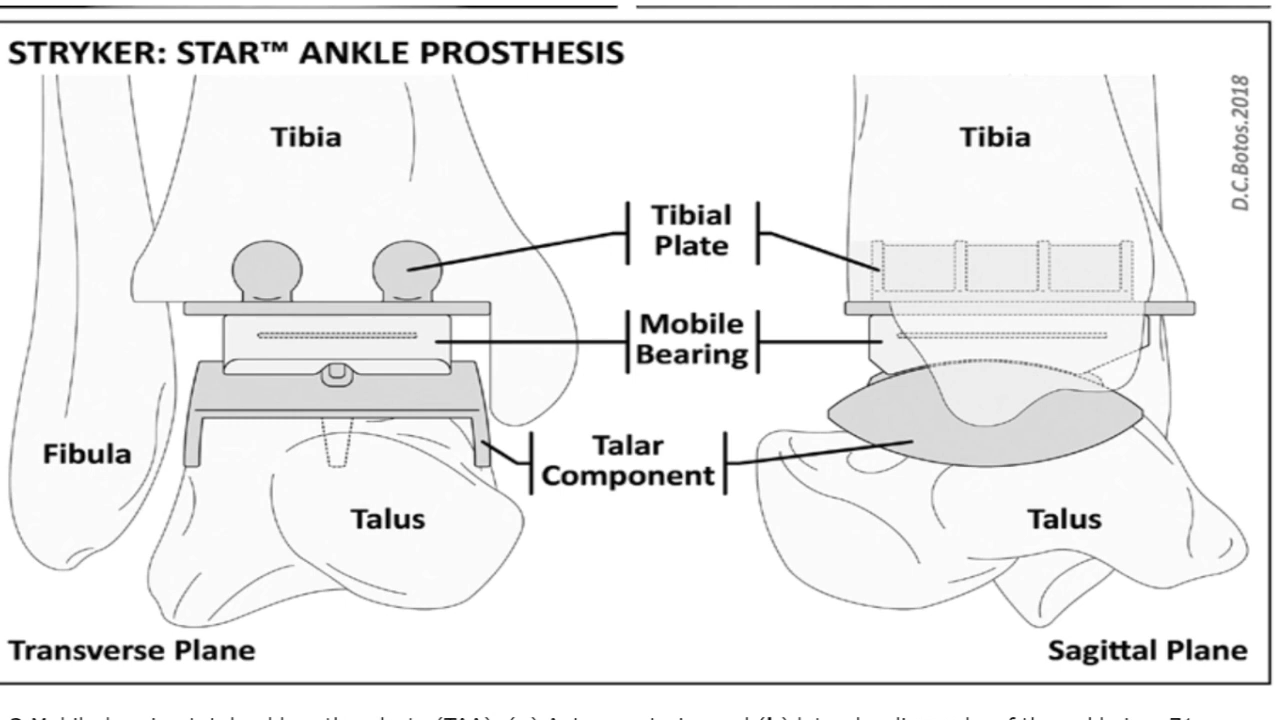 STRYKER: STAR™ ANKLE PROSTHESIS
D.C.Botos.2018
Tibia
Tibia
Tibial
Plate
Mobile
Bearing
Fibula
Talar
Component
Talus
Talus
Transverse Plane
Sagittal Plane